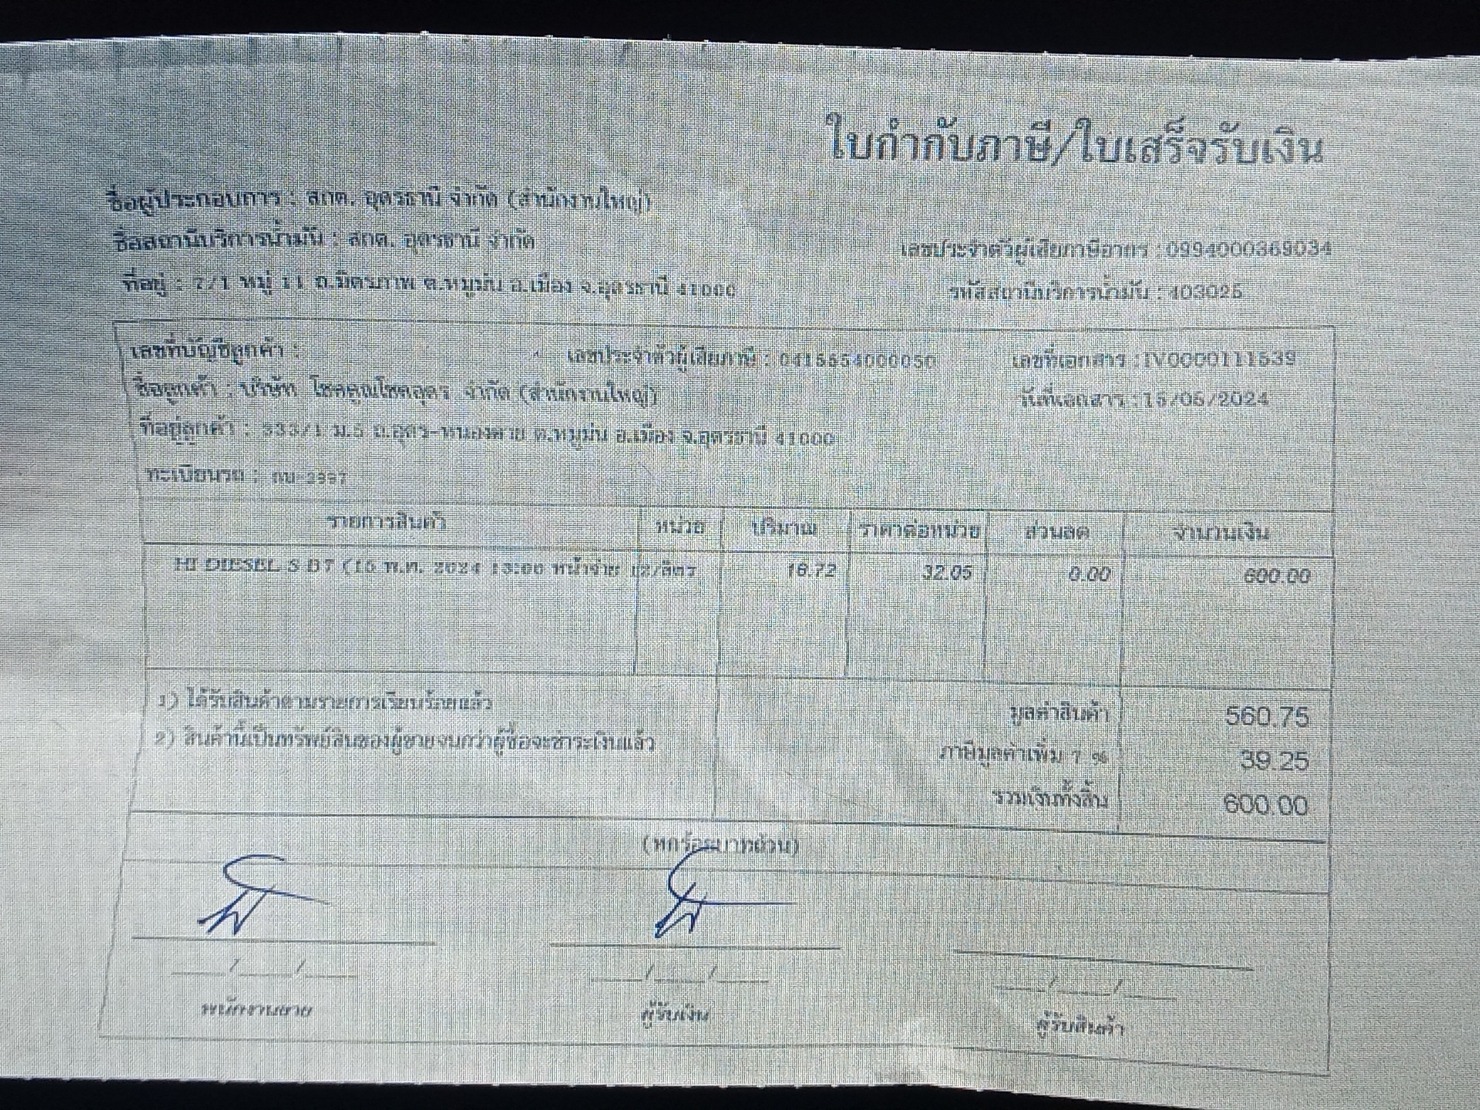 ใบกำกับภาษี/ใบเสร็จรับเงิน
ชื่อผู้ประกอบการ : สกต. อุดรธานี จำกัด (สำนักงานใหญ่)
ชื่อสถานีบริการน้ำมัน : สกต. อุดรธานี จำกัด
เลขประจำตัวผู้เสียภาษีอากร : 0994000369034
ที่อยู่ : 7/1 หมู่ 11 ถ.มิตรภาพ ต.หมูม่น อ.เมือง จ.อุดรธานี 41000
รหัสสถานีบริการน้ำมัน : 403025
เลขที่บัญชีลูกค้า : เลขประจำตัวผู้เสียภาษี : 0415554000050 เลขที่เอกสาร : IV0000111539
ชื่อลูกค้า : บริษัท โชคคูณโชคอุดร จำกัด (สำนักงานใหญ่) วันที่เอกสาร : 15/05/2024
ที่อยู่ลูกค้า : 333/1 ม.5 ถ.อุดร-หนองคาย ต.หมูม่น อ.เมือง จ.อุดรธานี 41000
ทะเบียนรถ :
รายการสินค้า หน่วย ปริมาณ ราคาต่อหน่วย ส่วนลด จำนวนเงิน
HI DIESEL S B7 (15 พ.ค. 2024 13:00 หน้าจ่าย 12/ลิตร 18.72 32.05 0.00 600.00
1) ได้รับสินค้าตามรายการเรียบร้อยแล้ว
2) สินค้านี้เป็นทรัพย์สินของผู้ขายจนกว่าผู้ซื้อจะชำระเงินแล้ว
มูลค่าสินค้า 560.75
ภาษีมูลค่าเพิ่ม 7 % 39.25
รวมเงินทั้งสิ้น 600.00
(หกร้อยบาทถ้วน)
พนักงานขาย ผู้รับเงิน ผู้รับสินค้า